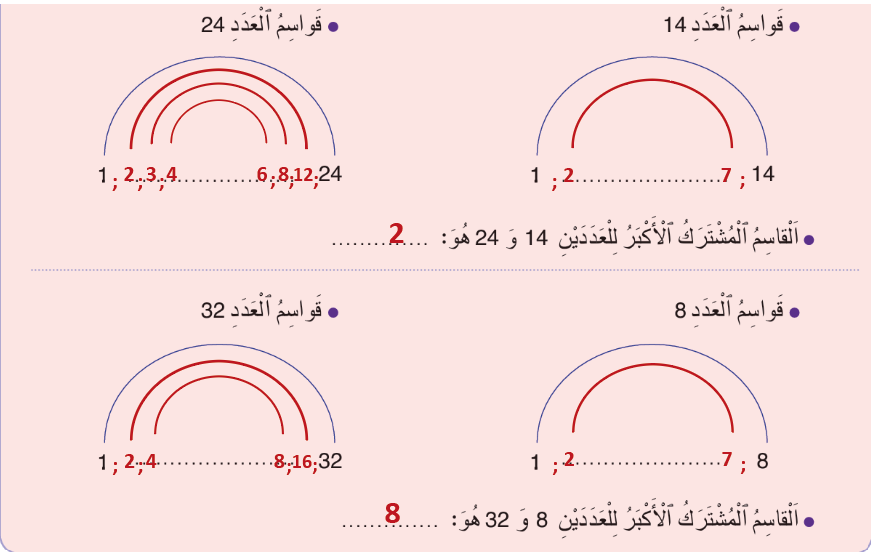 ● قَواسِمُ ٱلْعَدَدِ 14
● قَواسِمُ ٱلْعَدَدِ 24
1 ; 2.....................7 ; 14
1 ; 2 ; 3 ; 4.....................6 ; 8 ; 12 ; 24
● اَلْقاسِمُ ٱلْمُشْتَرَكُ ٱلْأَكْبَرُ لِلْعَدَدَيْنِ 14 وَ 24 هُوَ: ......2......
● قَواسِمُ ٱلْعَدَدِ 8
● قَواسِمُ ٱلْعَدَدِ 32
1 ; 2.....................7 ; 8
1 ; 2 ; 4.....................8 ; 16 ; 32
● اَلْقاسِمُ ٱلْمُشْتَرَكُ ٱلْأَكْبَرُ لِلْعَدَدَيْنِ 8 وَ 32 هُوَ: ......8......